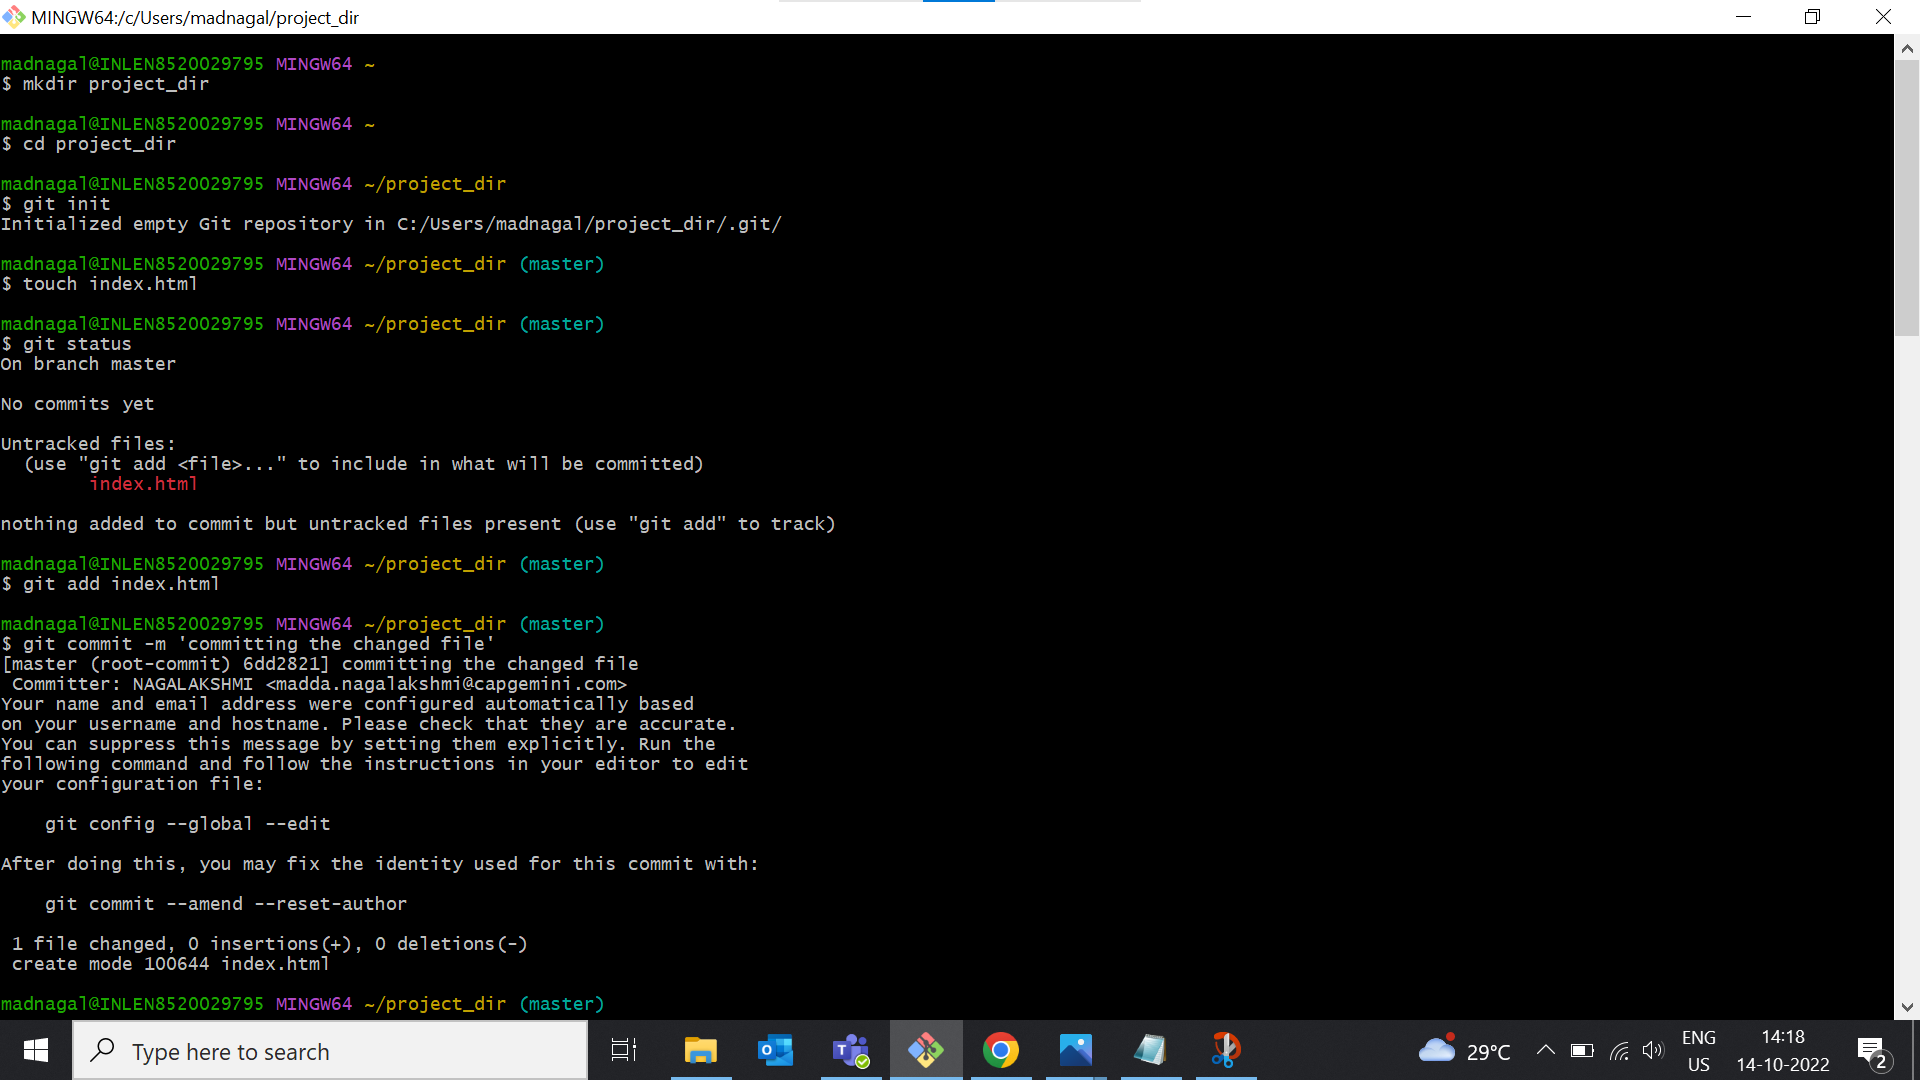 MINGW64:/c/Users/madnagal/project_dir
madnagal@INLEN8520029795 MINGW64 ~
$ mkdir project_dir
madnagal@INLEN8520029795 MINGW64 ~
$ cd project_dir
madnagal@INLEN8520029795 MINGW64 ~/project_dir
$ git init
Initialized empty Git repository in C:/Users/madnagal/project_dir/.git/
madnagal@INLEN8520029795 MINGW64 ~/project_dir (master)
$ touch index.html
madnagal@INLEN8520029795 MINGW64 ~/project_dir (master)
$ git status
On branch master
No commits yet
Untracked files:
  (use "git add <file>..." to include in what will be committed)
        index.html
nothing added to commit but untracked files present (use "git add" to track)
madnagal@INLEN8520029795 MINGW64 ~/project_dir (master)
$ git add index.html
madnagal@INLEN8520029795 MINGW64 ~/project_dir (master)
$ git commit -m 'committing the changed file'
[master (root-commit) 6dd2821] committing the changed file
 Committer: NAGALAKSHMI <madda.nagalakshmi@capgemini.com>
Your name and email address were configured automatically based
on your username and hostname. Please check that they are accurate.
You can suppress this message by setting them explicitly. Run the
following command and follow the instructions in your editor to edit
your configuration file:
    git config --global --edit
After doing this, you may fix the identity used for this commit with:
    git commit --amend --reset-author
 1 file changed, 0 insertions(+), 0 deletions(-)
 create mode 100644 index.html
madnagal@INLEN8520029795 MINGW64 ~/project_dir (master)
Type here to search
29°C
ENG
US
14:18
14-10-2022
2